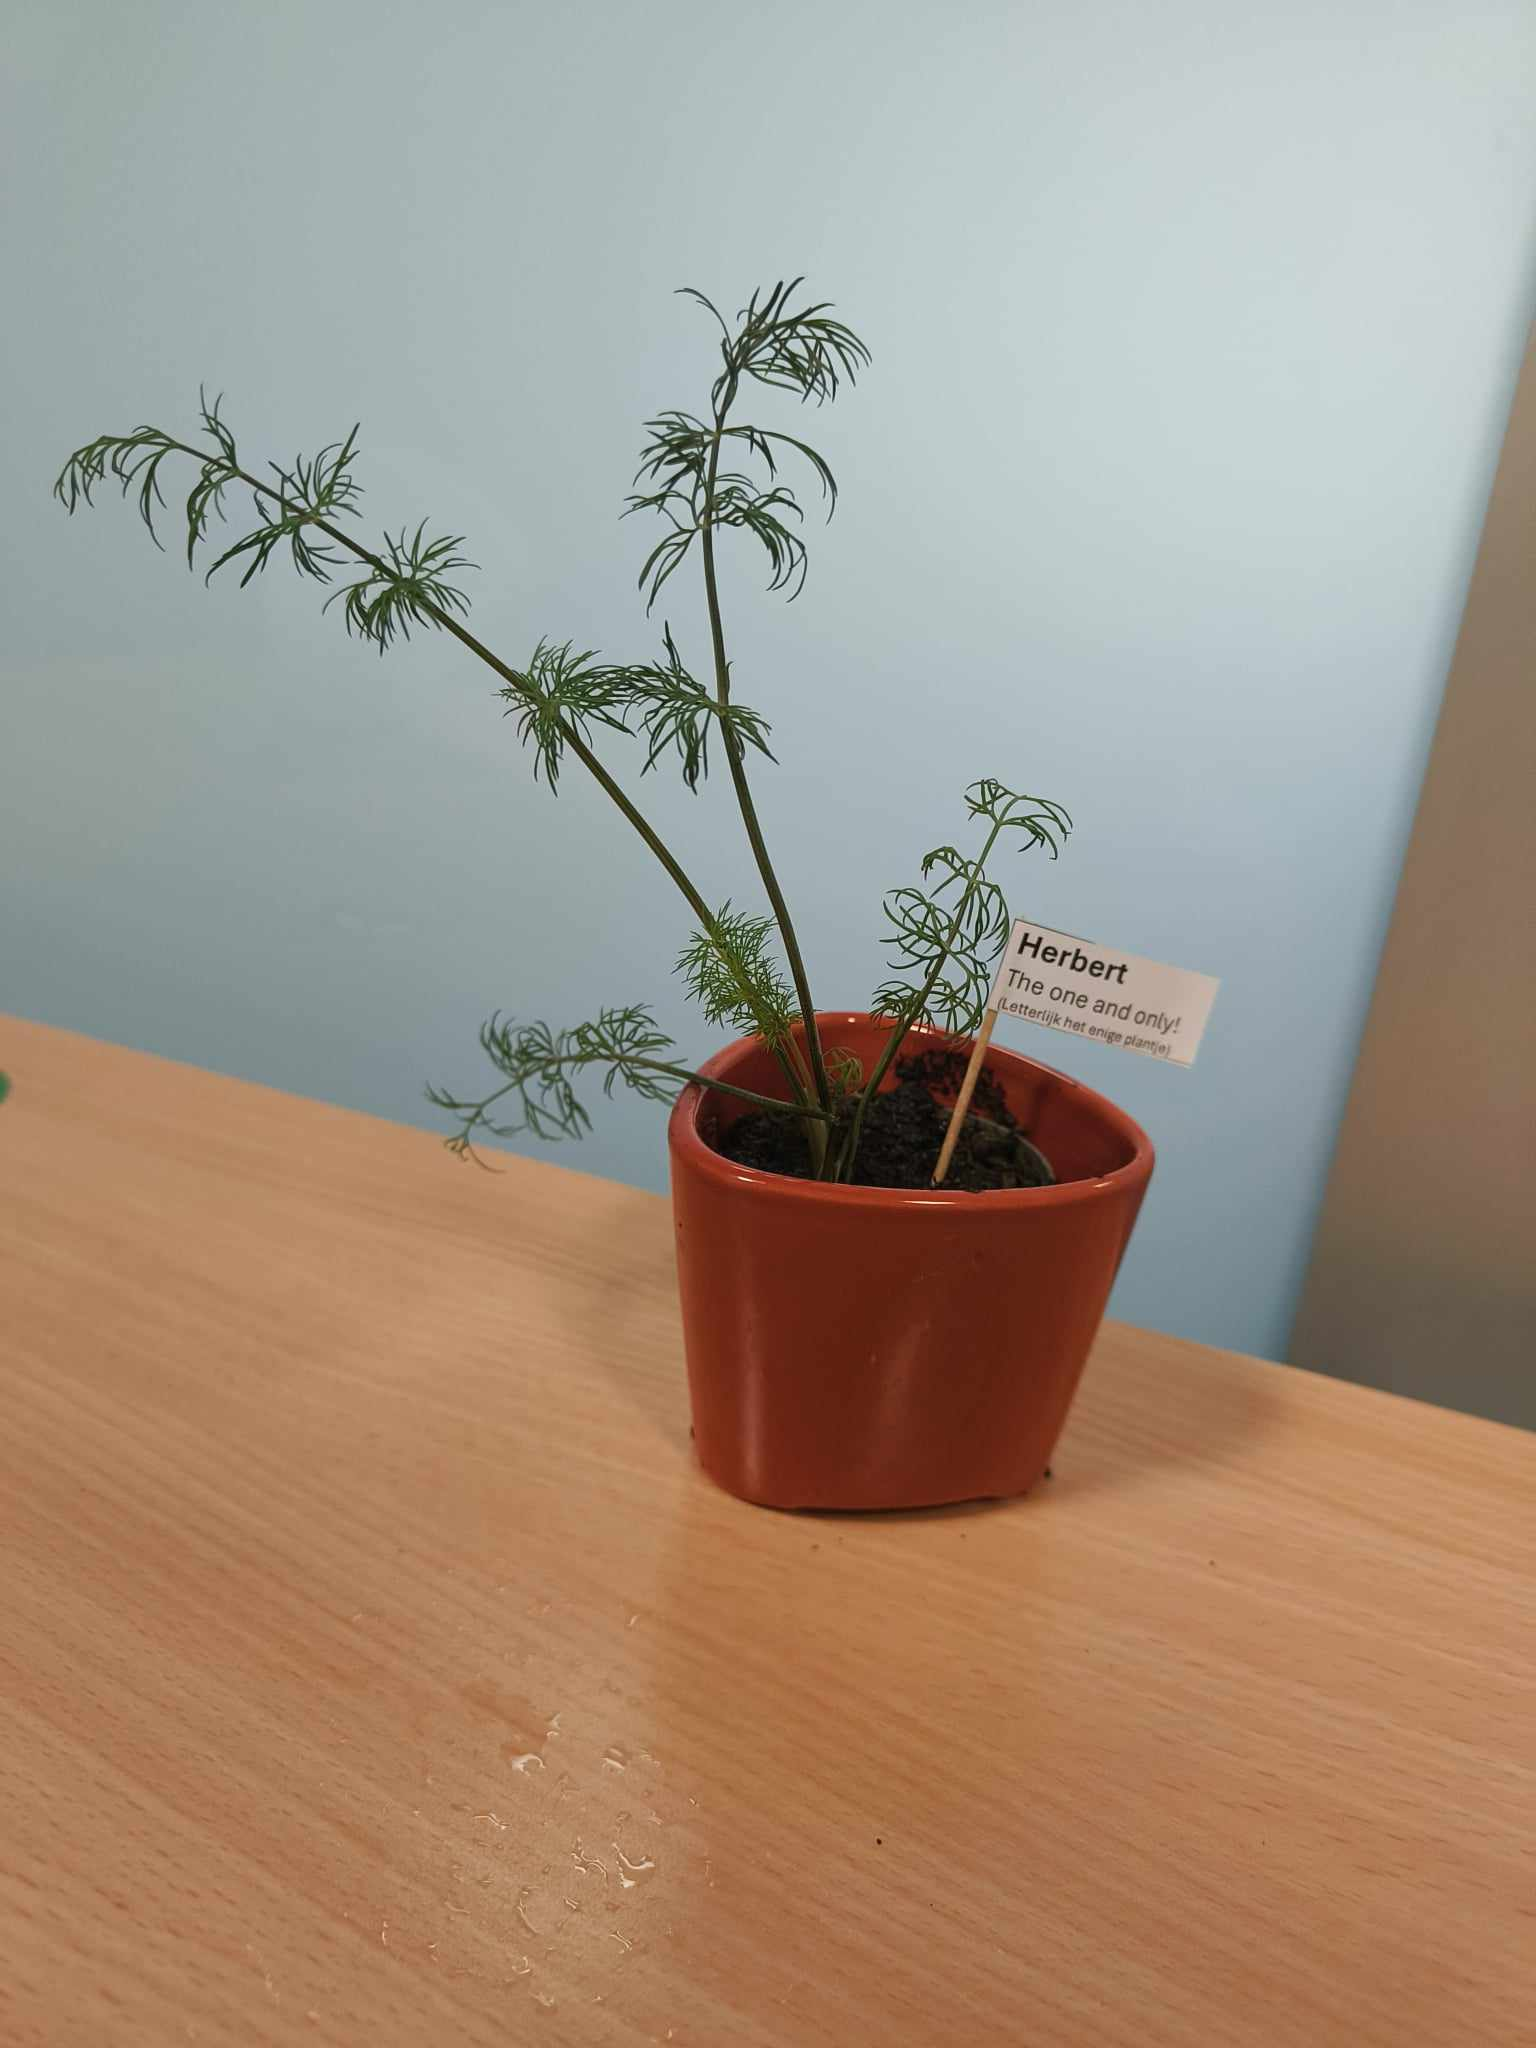 Herbert
The one and only!
(Letterlijk het enige plantje)